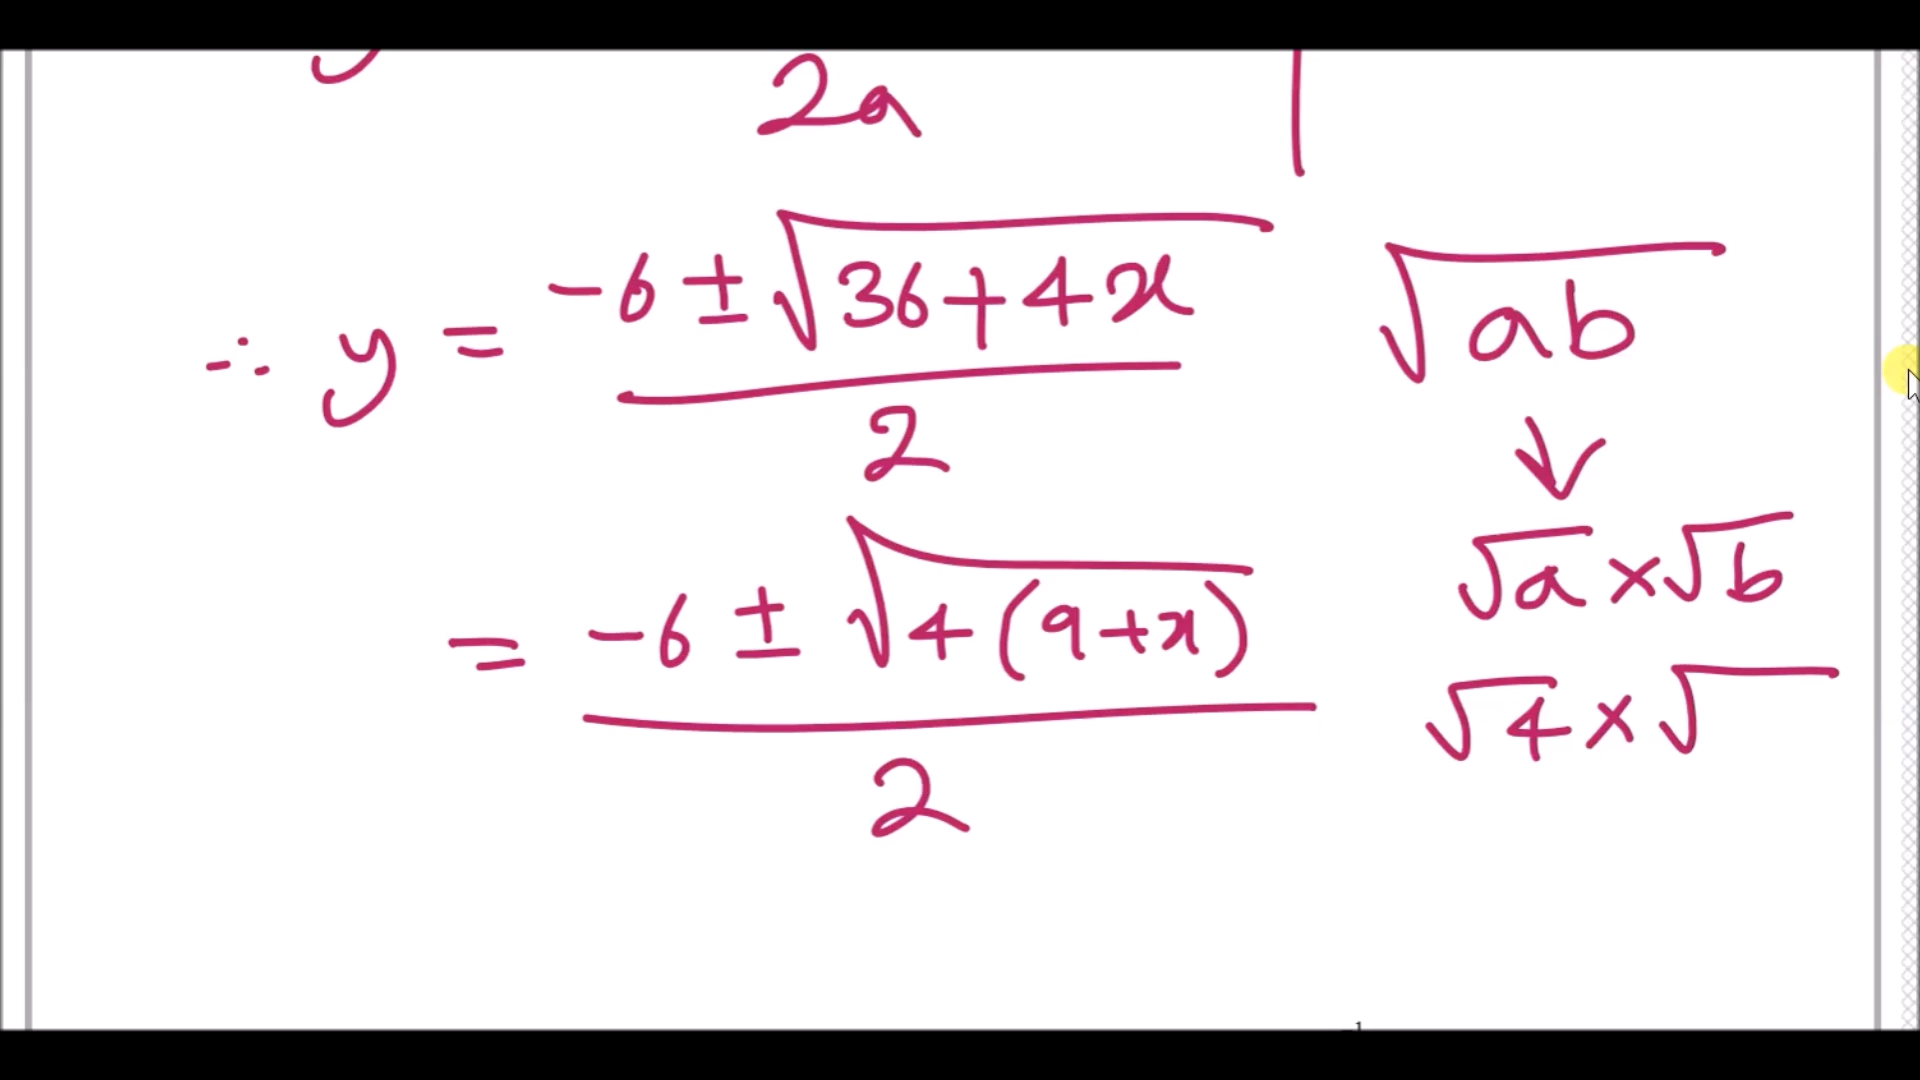 2a
∴ y = (-6 ± √(36+4x)) / 2
√(ab)
↓
√a × √b
= (-6 ± √(4(9+x))) / 2
√4 × √